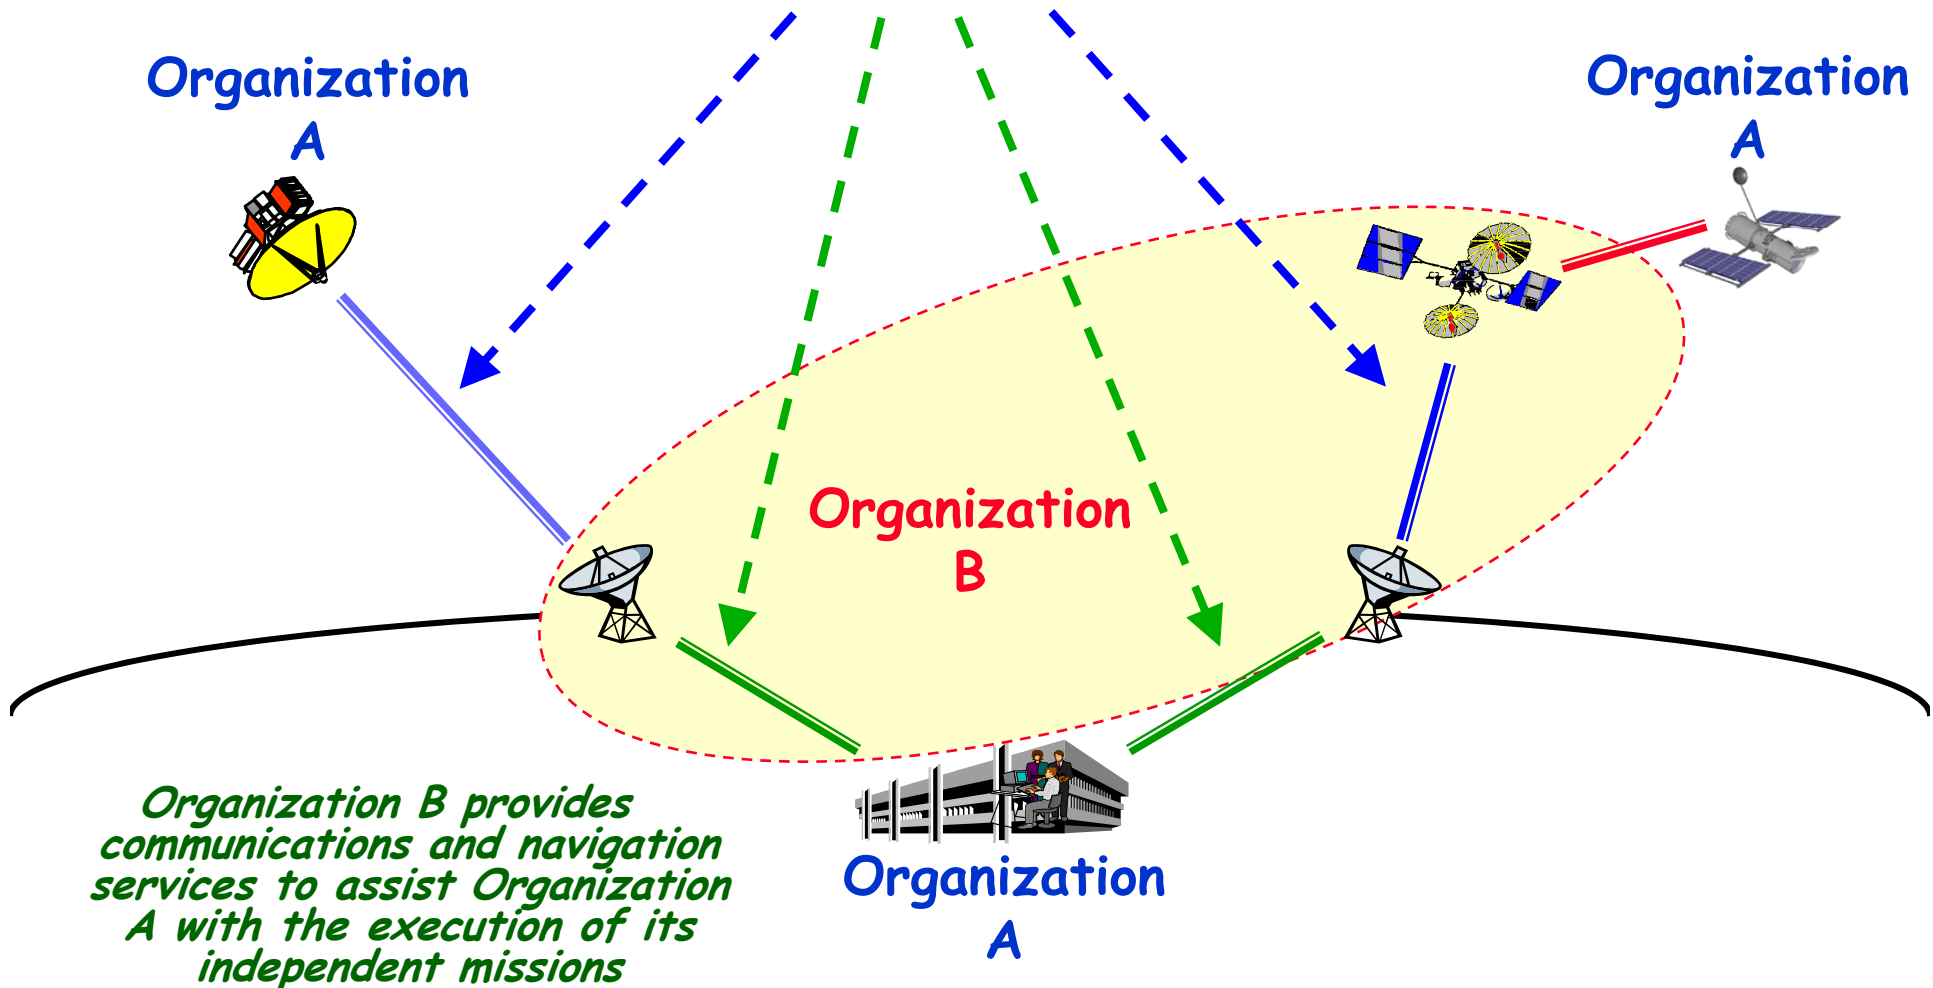 Organization
A
Organization
A
Organization
B
Organization B provides
communications and navigation
services to assist Organization
A with the execution of its
independent missions
Organization
A